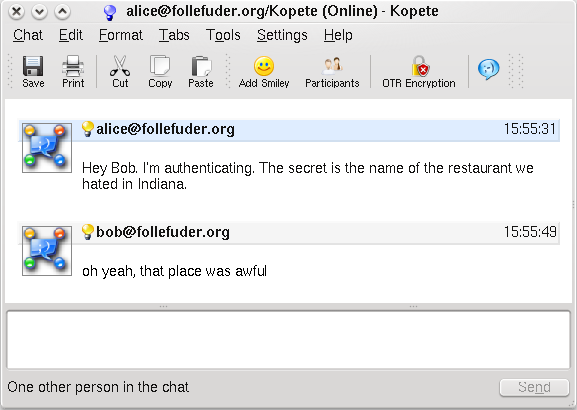 alice@follefuder.org/Kopete (Online) - Kopete
Chat Edit Format Tabs Tools Settings Help
Save Print Cut Copy Paste Add Smiley Participants OTR Encryption
alice@follefuder.org 15:55:31
Hey Bob. I'm authenticating. The secret is the name of the restaurant we
hated in Indiana.
bob@follefuder.org 15:55:49
oh yeah, that place was awful
One other person in the chat Send